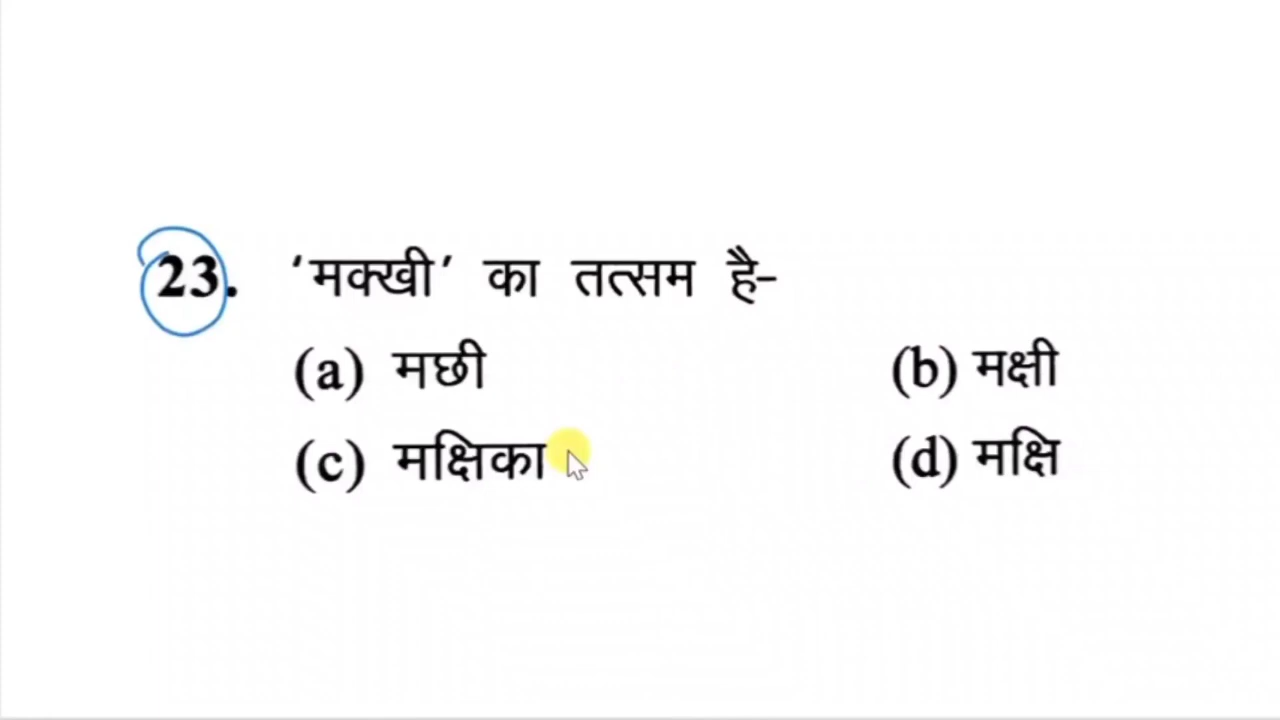 23. 'मक्खी' का तत्सम है-
(a) मछी (b) मक्षी
(c) मक्षिका (d) मक्षि